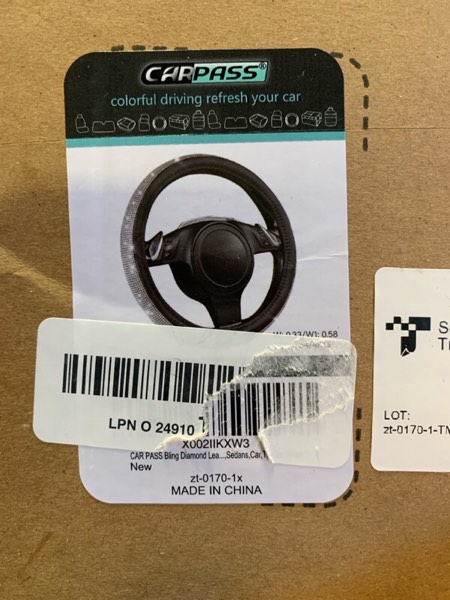 CARPASS®
colorful driving refresh your car
W: 0.33/W1: 0.58
LPN O 24910
X002IIKXW3
CAR PASS Bling Diamond Lea...,Sedans,Car,T
New
zt-0170-1x
MADE IN CHINA
S
T
LOT:
zt-0170-1-TM